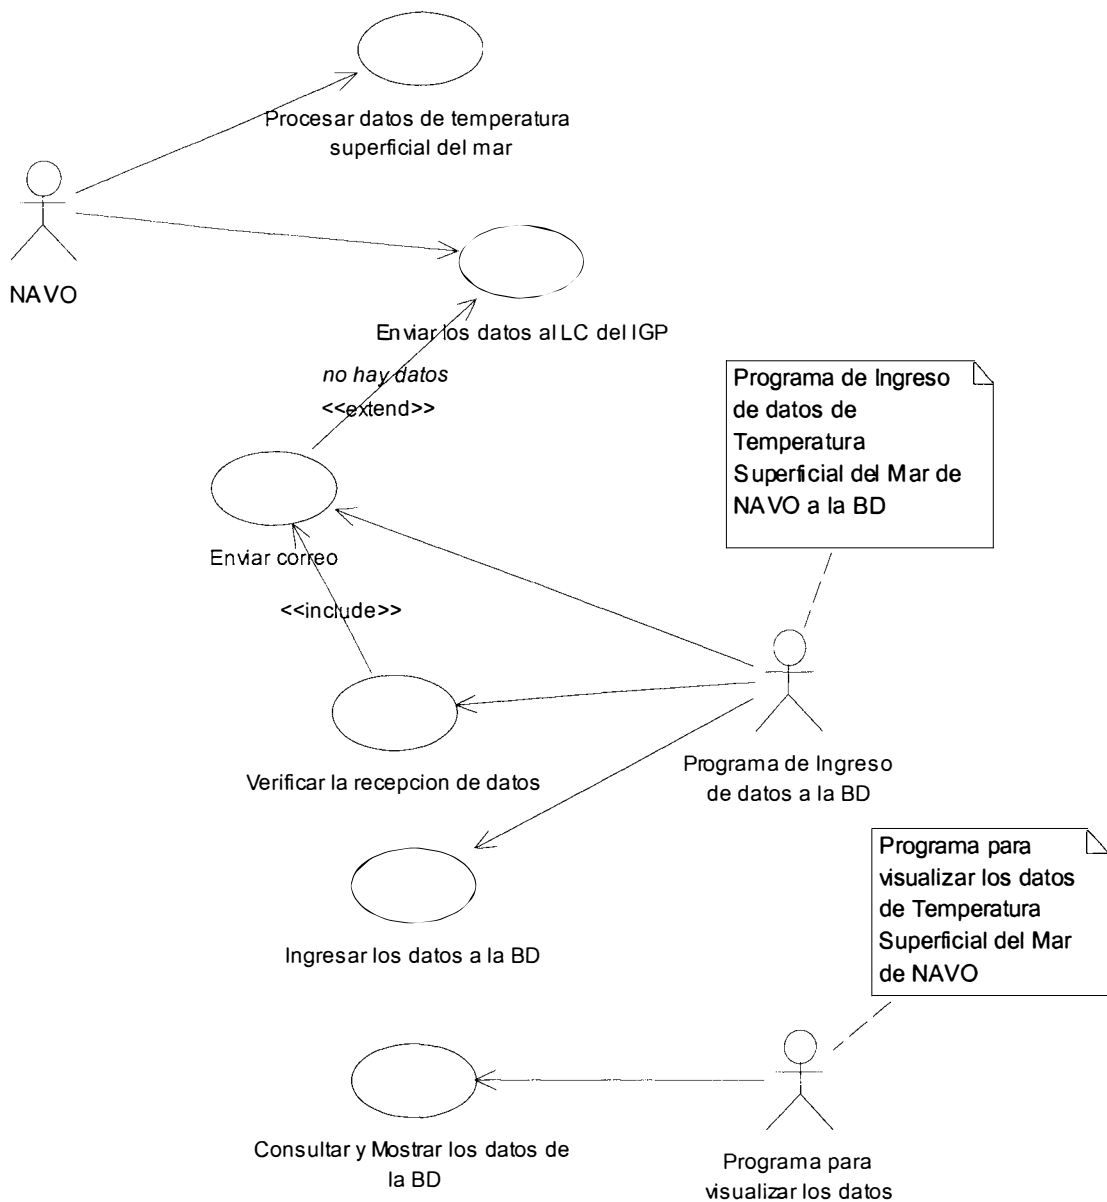 Procesar datos de temperatura
superficial del mar
NAVO
Enviar los datos al LC del IGP
no hay datos
<<extend>>
Programa de Ingreso
de datos de
Temperatura
Superficial del Mar de
NAVO a la BD
Enviar correo
<<include>>
Verificar la recepcion de datos
Programa de Ingreso
de datos a la BD
Ingresar los datos a la BD
Programa para
visualizar los datos
de Temperatura
Superficial del Mar
de NAVO
Consultar y Mostrar los datos de
la BD
Programa para
visualizar los datos